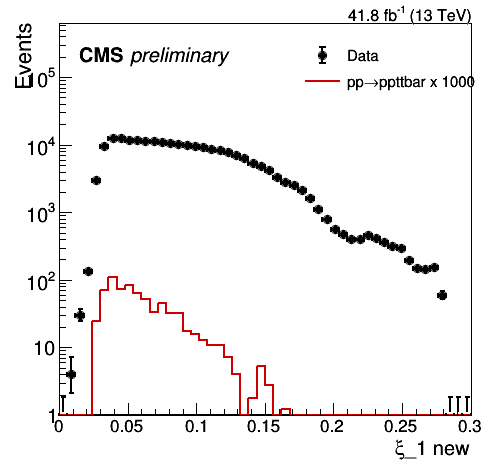 41.8 fb⁻¹ (13 TeV)
Events
CMS preliminary
Data
pp→ppttbar x 1000
10⁵
10⁴
10³
10²
10
1
0 0.05 0.1 0.15 0.2 0.25 0.3
ξ_1 new